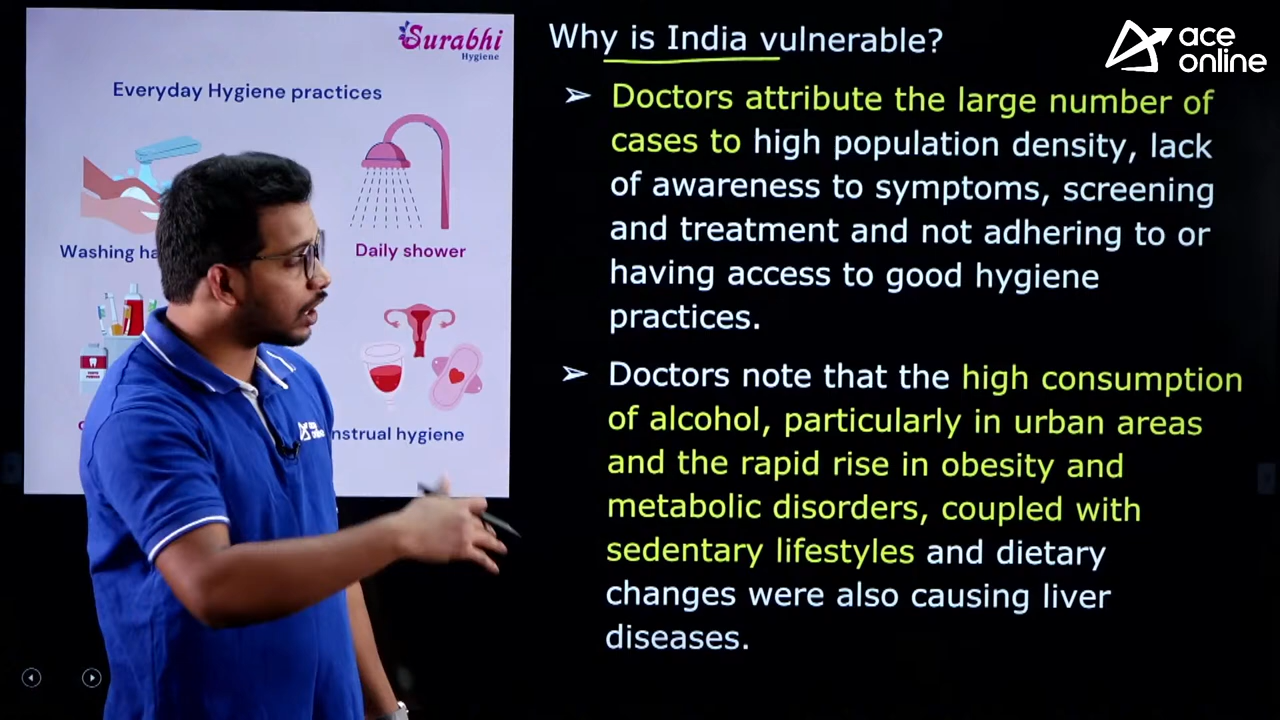 Surabhi
Hygiene
Everyday Hygiene practices
Washing
Daily shower
hygiene
Why is India vulnerable?
➢ Doctors attribute the large number of
cases to high population density, lack
of awareness to symptoms, screening
and treatment and not adhering to or
having access to good hygiene
practices.
➢ Doctors note that the high consumption
of alcohol, particularly in urban areas
and the rapid rise in obesity and
metabolic disorders, coupled with
sedentary lifestyles and dietary
changes were also causing liver
diseases.
ace
online